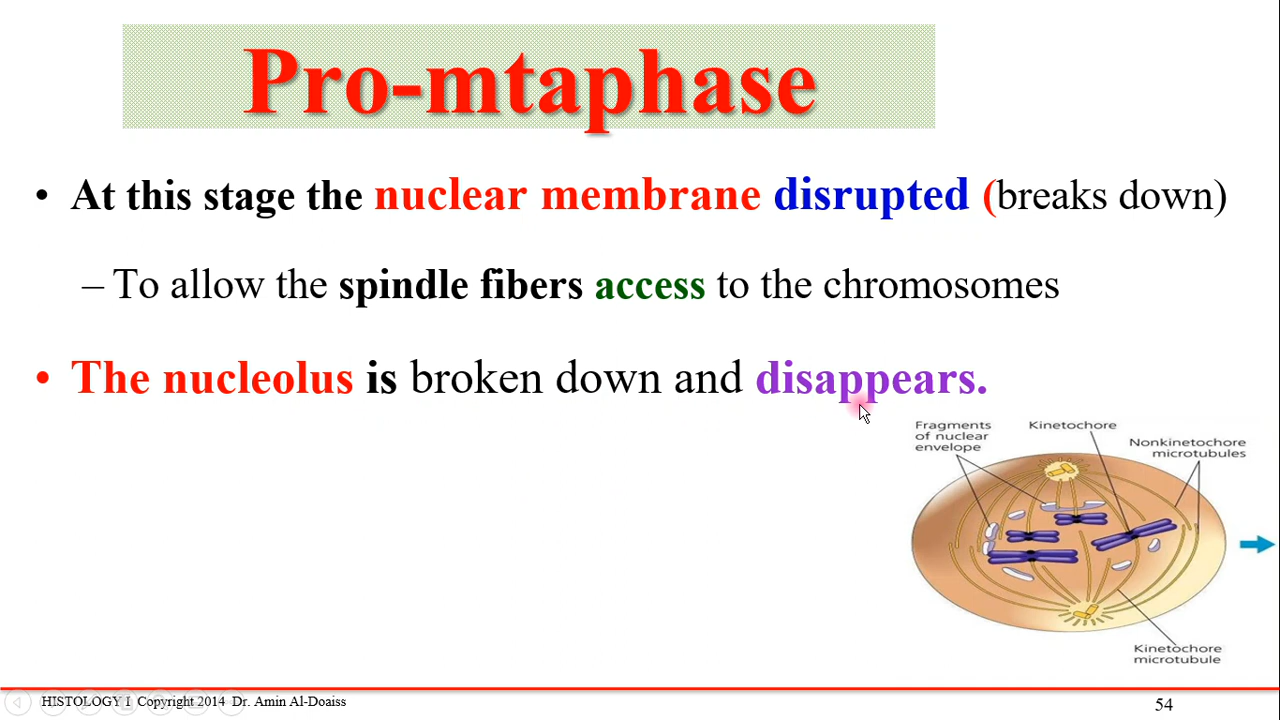 Pro-mtaphase
• At this stage the nuclear membrane disrupted (breaks down)
– To allow the spindle fibers access to the chromosomes
• The nucleolus is broken down and disappears.
Fragments
of nuclear
envelope
Kinetochore
Nonkinetochore
microtubules
Kinetochore
microtubule
HISTOLOGY I Copyright 2014 Dr. Amin Al-Doaiss
54